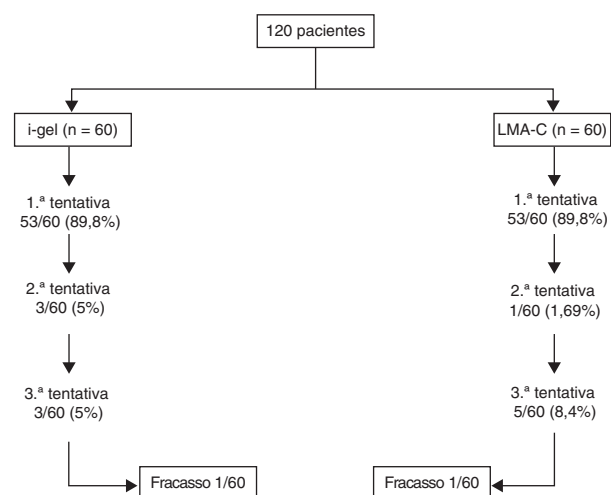 120 pacientes
i-gel (n = 60)
LMA-C (n = 60)
1.ª tentativa
53/60 (89,8%)
1.ª tentativa
53/60 (89,8%)
2.ª tentativa
3/60 (5%)
2.ª tentativa
1/60 (1,69%)
3.ª tentativa
3/60 (5%)
3.ª tentativa
5/60 (8,4%)
Fracasso 1/60
Fracasso 1/60